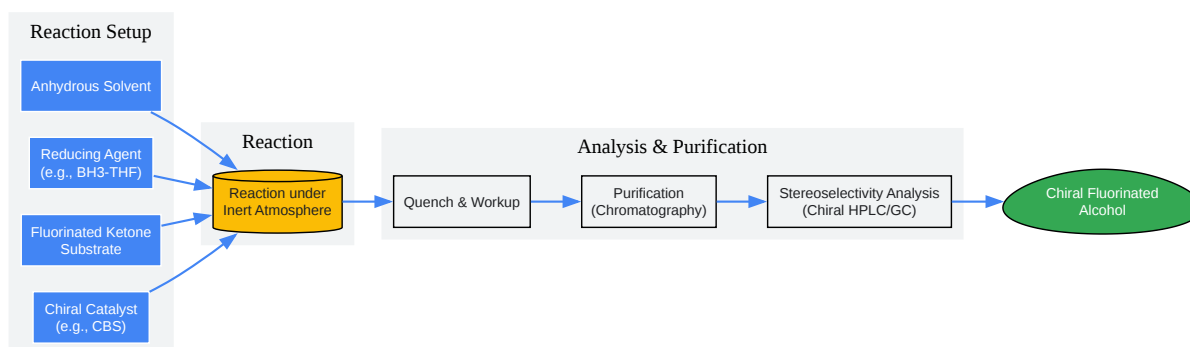 Reaction Setup
Anhydrous Solvent
Reducing Agent
(e.g., BH3-THF)
Fluorinated Ketone
Substrate
Chiral Catalyst
(e.g., CBS)
Reaction
Reaction under
Inert Atmosphere
Analysis & Purification
Quench & Workup
Purification
(Chromatography)
Stereoselectivity Analysis
(Chiral HPLC/GC)
Chiral Fluorinated
Alcohol